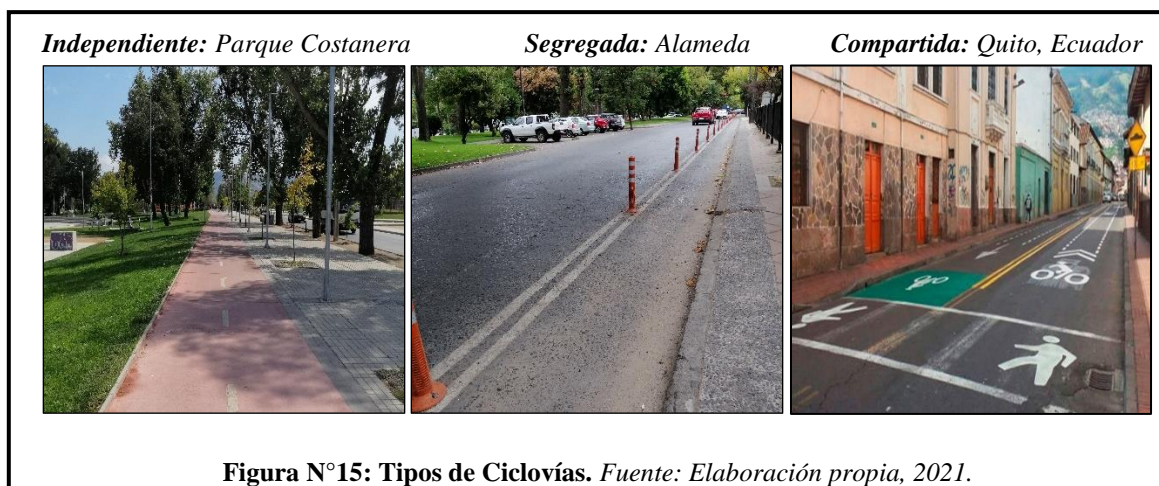 Independiente: Parque Costanera Segregada: Alameda Compartida: Quito, Ecuador
Figura N°15: Tipos de Ciclovías. Fuente: Elaboración propia, 2021.